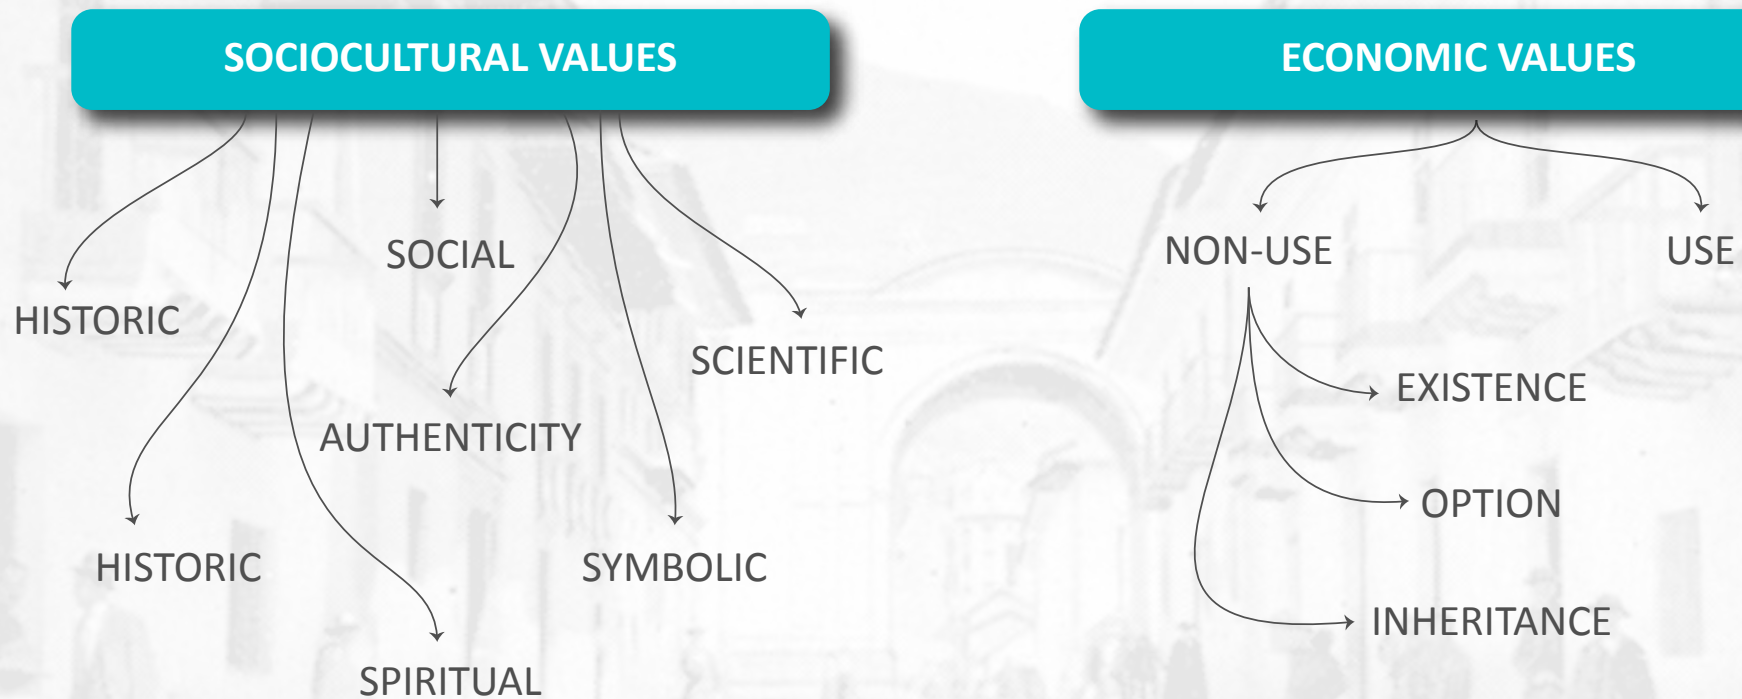 SOCIOCULTURAL VALUES
ECONOMIC VALUES
SOCIAL
NON-USE
USE
HISTORIC
SCIENTIFIC
EXISTENCE
AUTHENTICITY
OPTION
HISTORIC
SYMBOLIC
INHERITANCE
SPIRITUAL